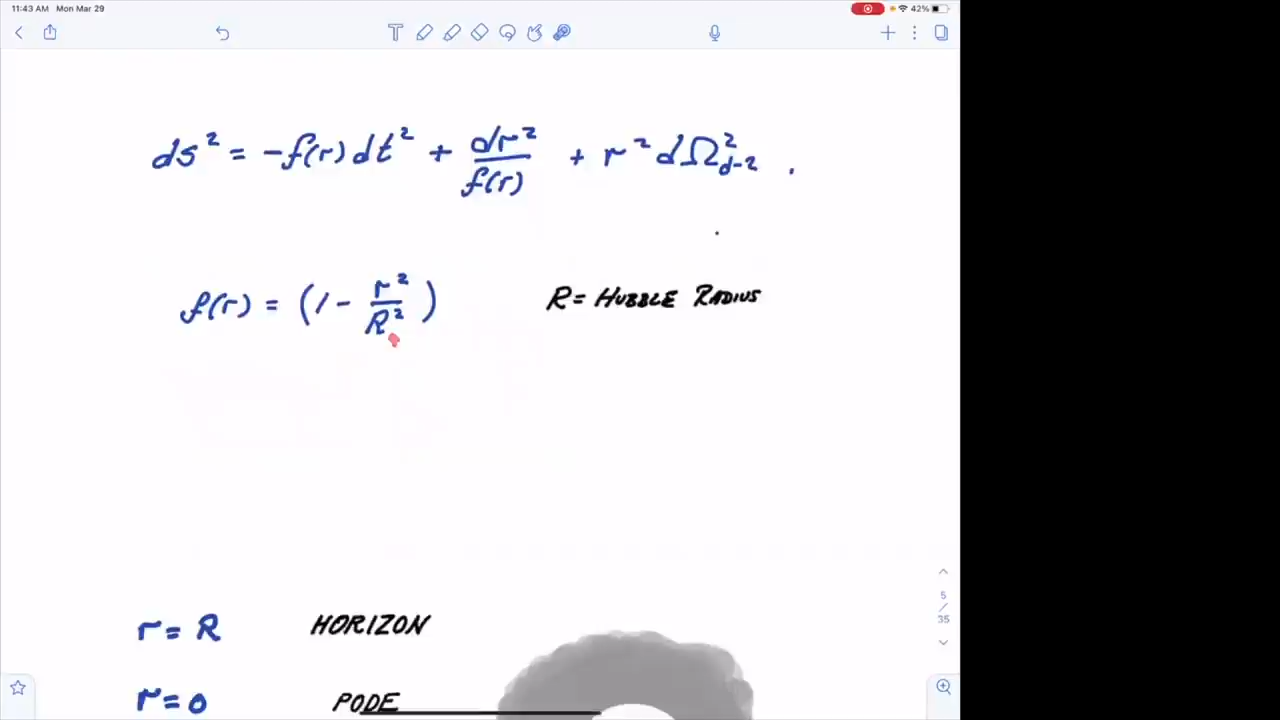 11:43 AM Mon Mar 29 42%
ds² = -f(r) dt² + dr²/f(r) + r² dΩ²_{d-2} .
f(r) = (1 - r²/R²) R = HUBBLE RADIUS
5
/
35
r = R HORIZON
r = 0 PODE